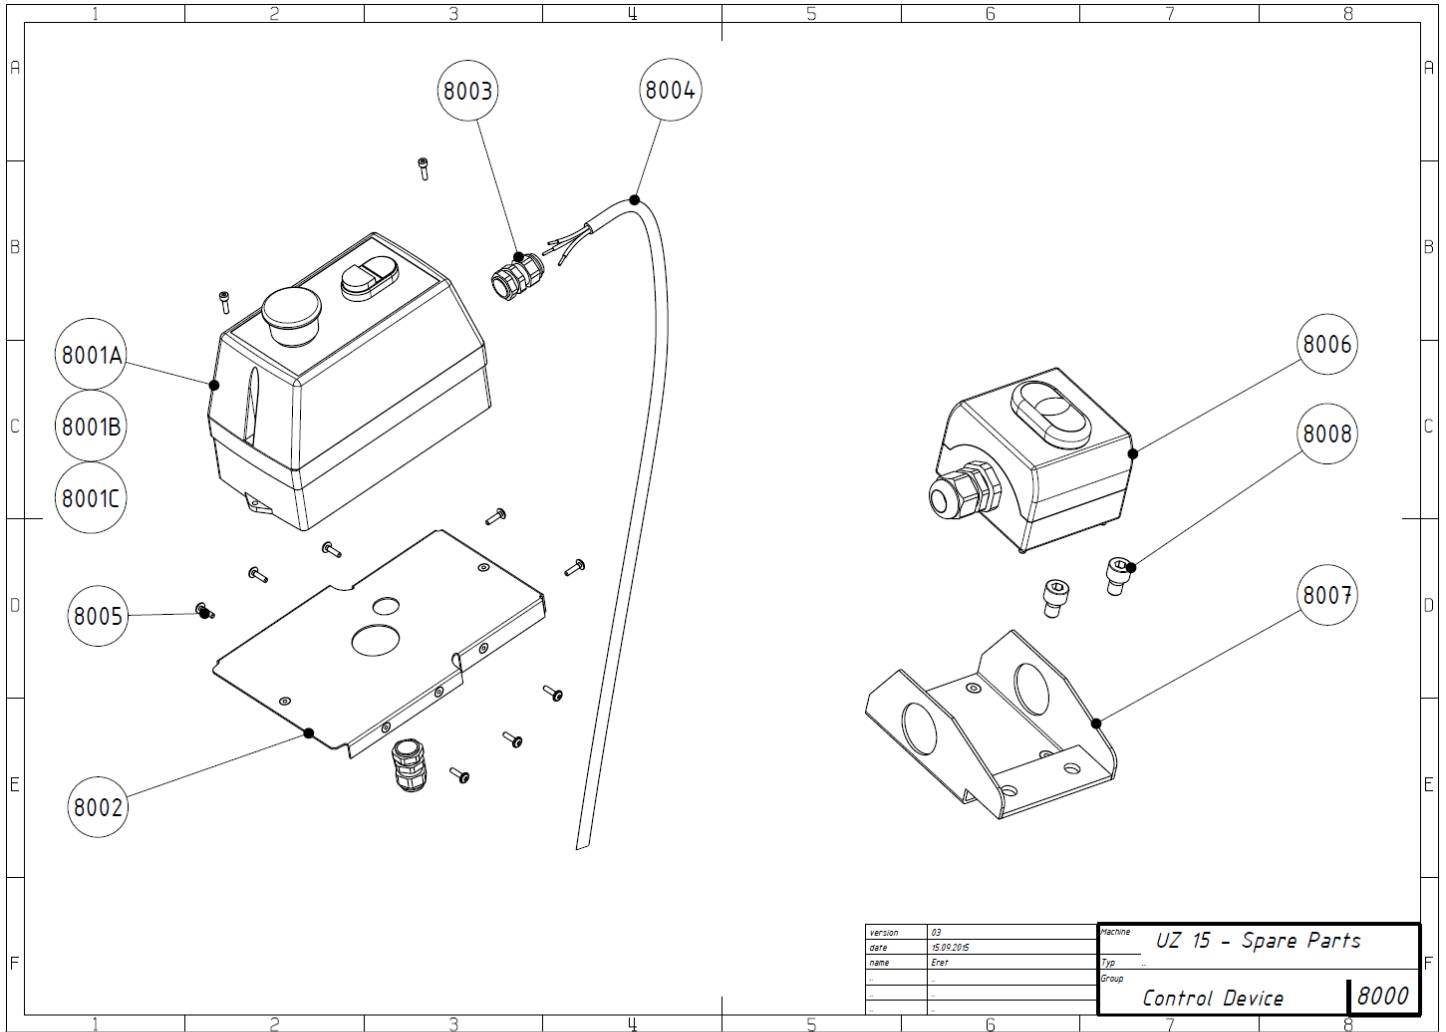 1 2 3 4 5 6 7 8
A A
8003 8004
B B
8001A
8006
8001B
C C
8008
8001C
8005
D D
8007
8002
E E
version 03
date 15.09.2015
name Eret
.. ..
.. ..
.. ..
Machine UZ 15 - Spare Parts
Typ ..
Group
Control Device 8000
F F
1 2 3 4 5 6 7 8